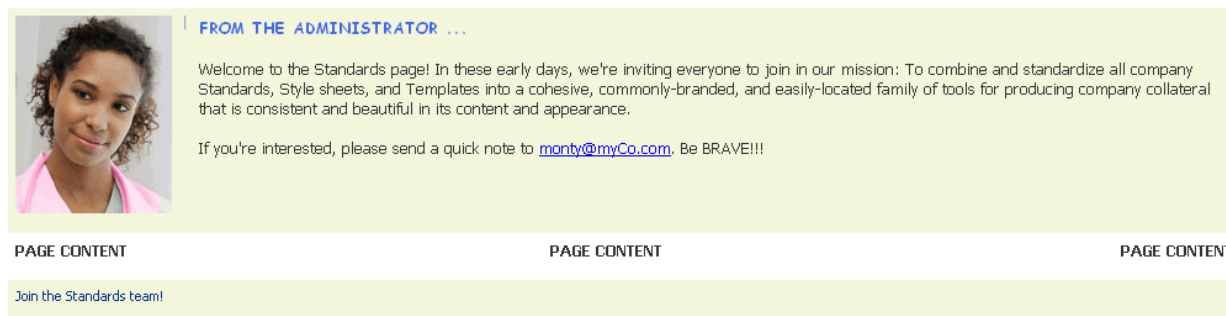 FROM THE ADMINISTRATOR ...
Welcome to the Standards page! In these early days, we're inviting everyone to join in our mission: To combine and standardize all company
Standards, Style sheets, and Templates into a cohesive, commonly-branded, and easily-located family of tools for producing company collateral
that is consistent and beautiful in its content and appearance.
If you're interested, please send a quick note to monty@myCo.com. Be BRAVE!!!
PAGE CONTENT PAGE CONTENT PAGE CONTENT
Join the Standards team!